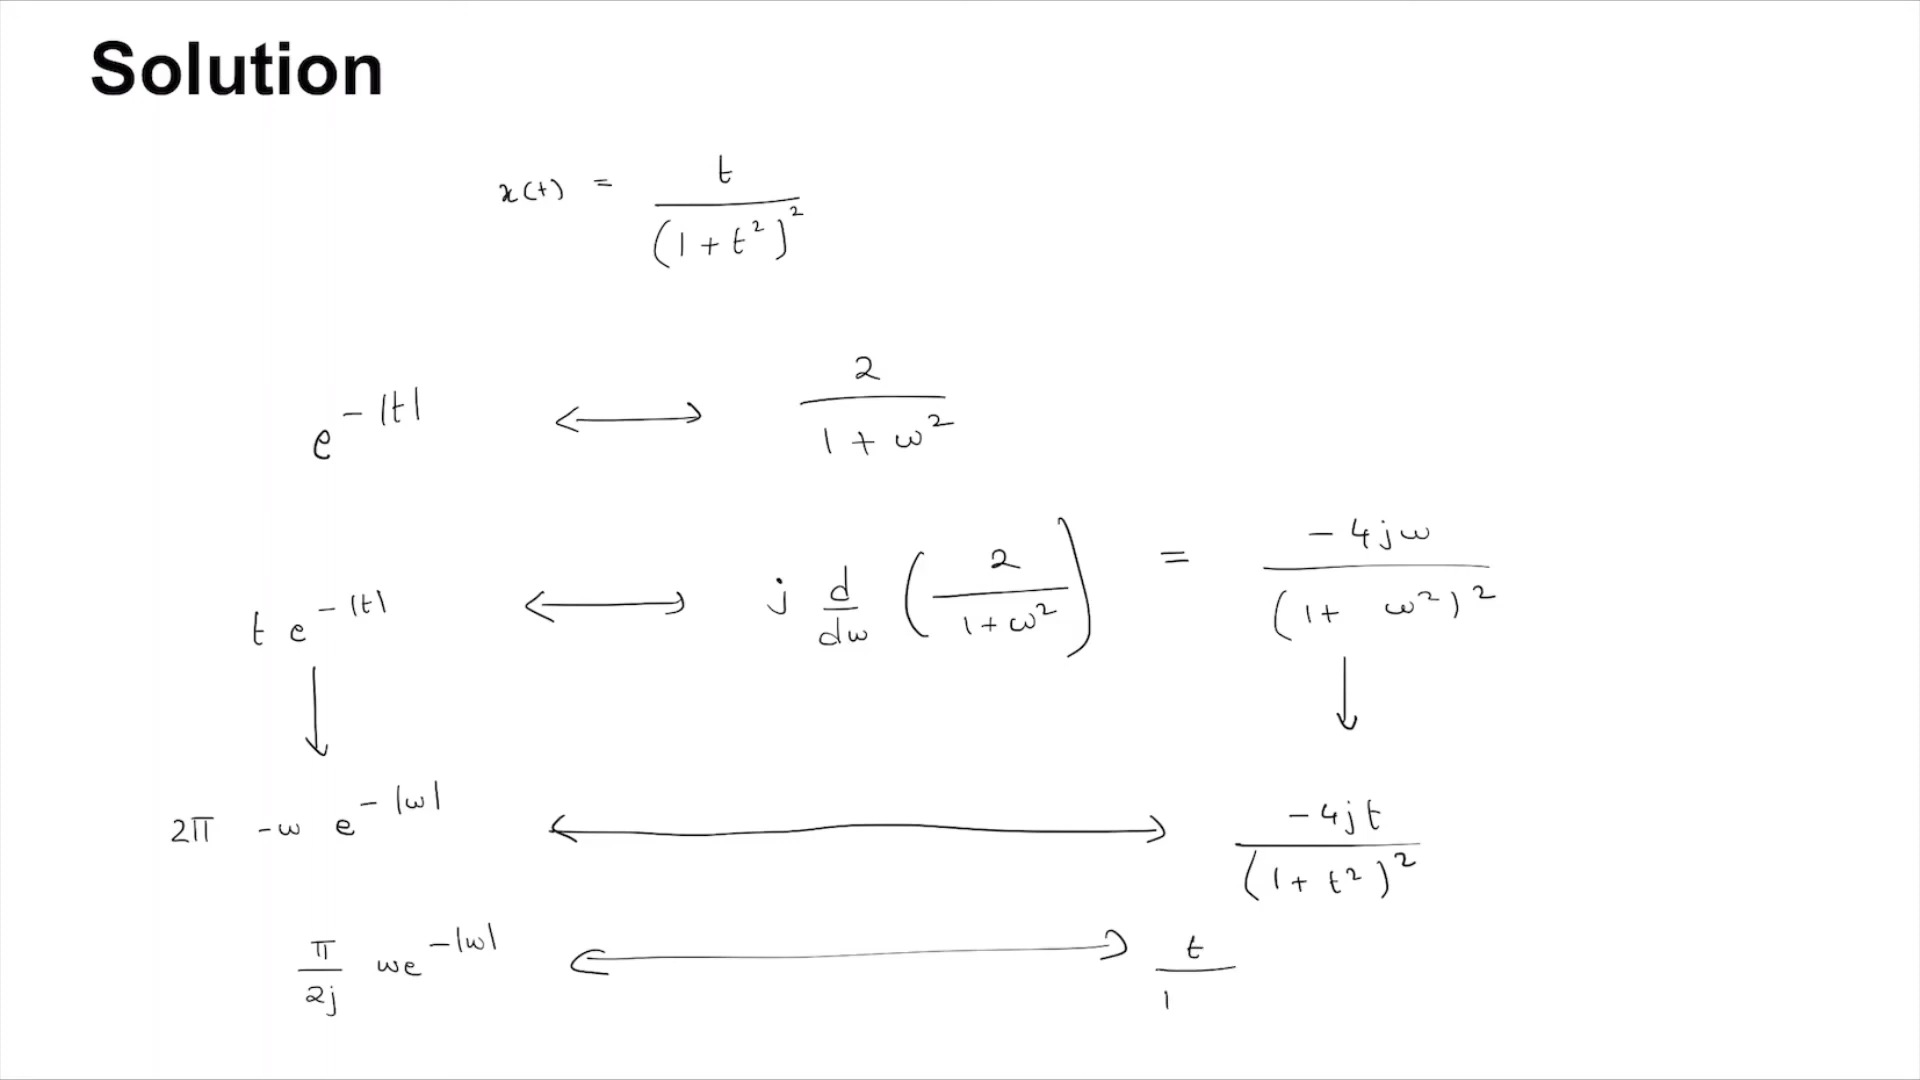 Solution
x(t) = t / (1 + t²)²
e^{-|t|} ⟷ 2 / (1 + ω²)
t e^{-|t|} ⟷ j d/dω (2 / (1 + ω²)) = -4jω / (1 + ω²)²
↓ ↓
2π -ω e^{-|ω|} ⟷ -4jt / (1 + t²)²
π/2j ωe^{-|ω|} ⟷ t / 1